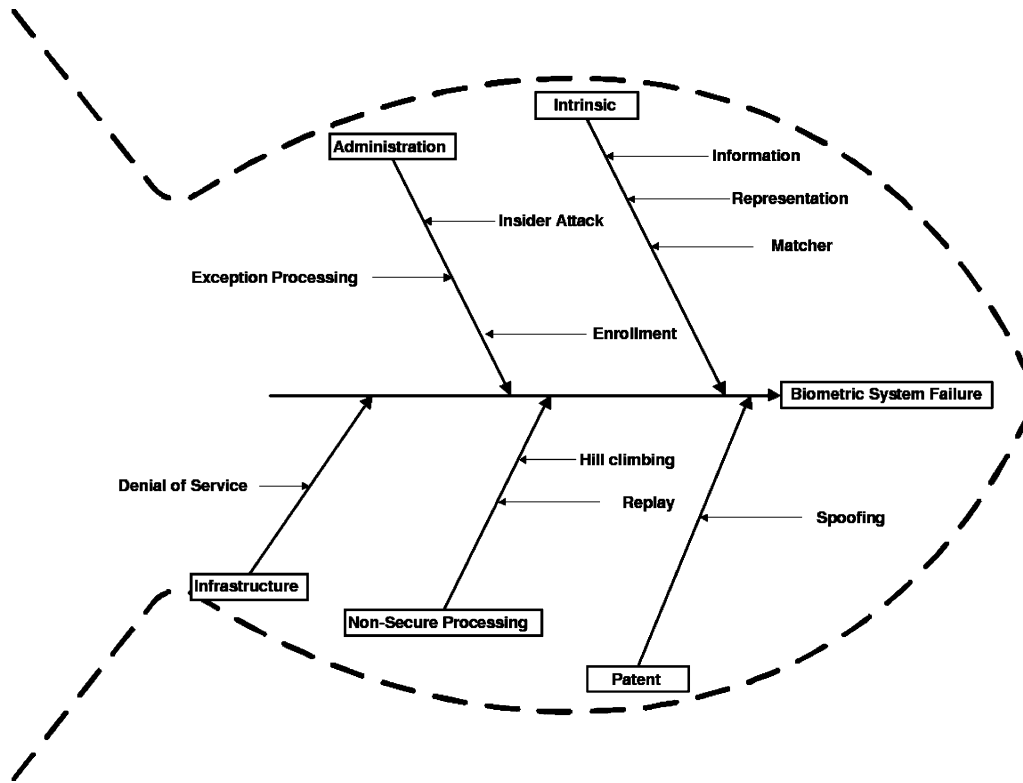 Intrinsic
Administration
Information
Representation
Insider Attack
Matcher
Exception Processing
Enrollment
Biometric System Failure
Hill climbing
Denial of Service
Replay
Spoofing
Infrastructure
Non-Secure Processing
Patent